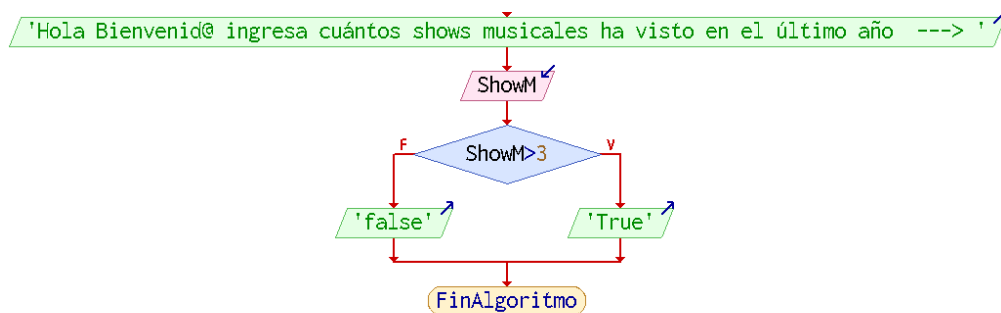 'Hola Bienvenid@ ingresa cuántos shows musicales ha visto en el último año  ---> '
ShowM
ShowM>3
F
V
'false'
'True'
FinAlgoritmo